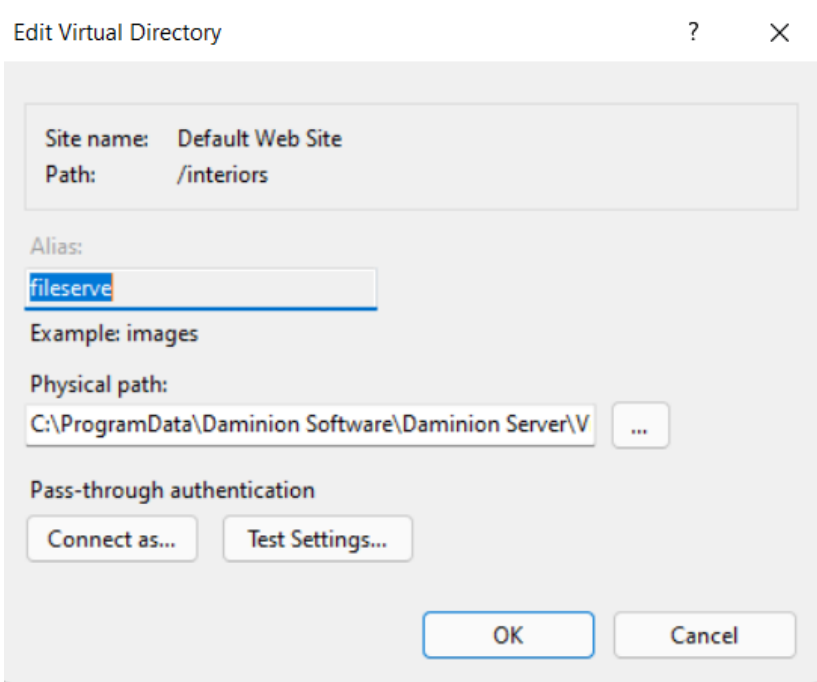 Edit Virtual Directory ?
Site name: Default Web Site
Path: /interiors
Alias:
fileserve
Example: images
Physical path:
C:\ProgramData\Daminion Software\Daminion Server\V
...
Pass-through authentication
Connect as... Test Settings...
OK Cancel